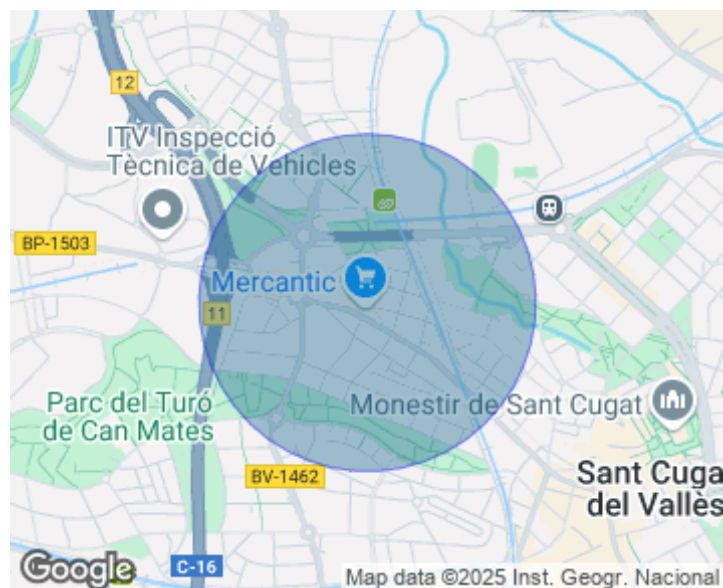 12
ITV Inspecció
Tècnica de Vehicles
BP-1503
Mercantic
11
Parc del Turó
de Can Mates
Monestir de Sant Cugat
BV-1462
Sant Cuga
del Vallès
C-16
Google
Map data ©2025 Inst. Geogr. Nacional